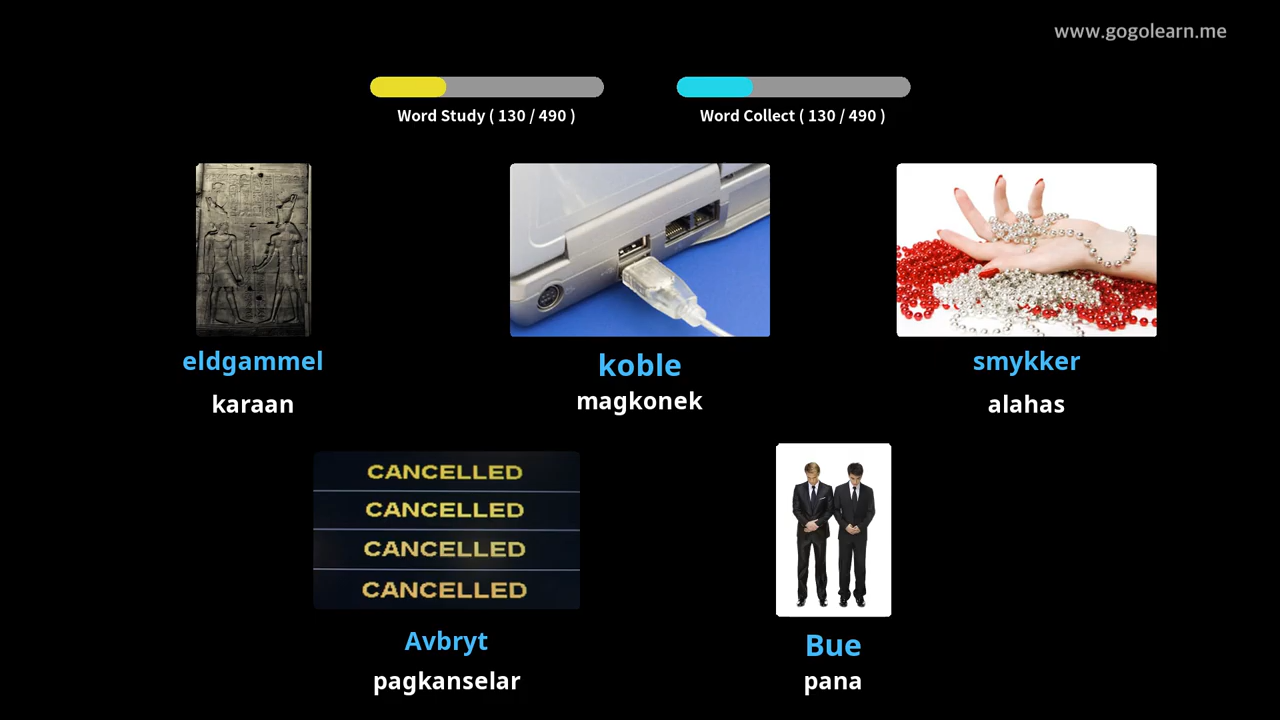 www.gogolearn.me
Word Study ( 130 / 490 )
Word Collect ( 130 / 490 )
eldgammel
karaan
koble
magkonek
smykker
alahas
CANCELLED
CANCELLED
CANCELLED
CANCELLED
Avbryt
pagkanselar
Bue
pana